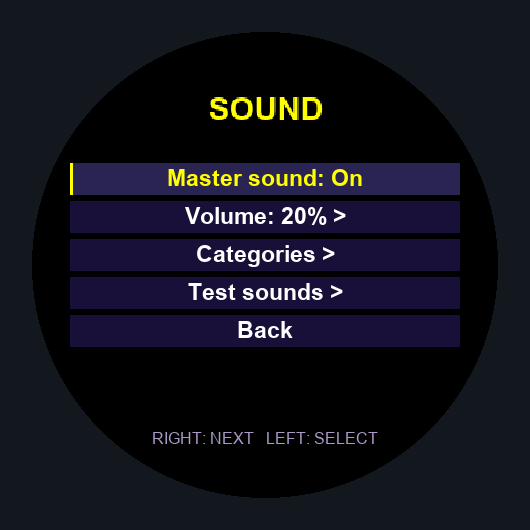 SOUND
Master sound: On
Volume: 20% >
Categories >
Test sounds >
Back
RIGHT: NEXT LEFT: SELECT